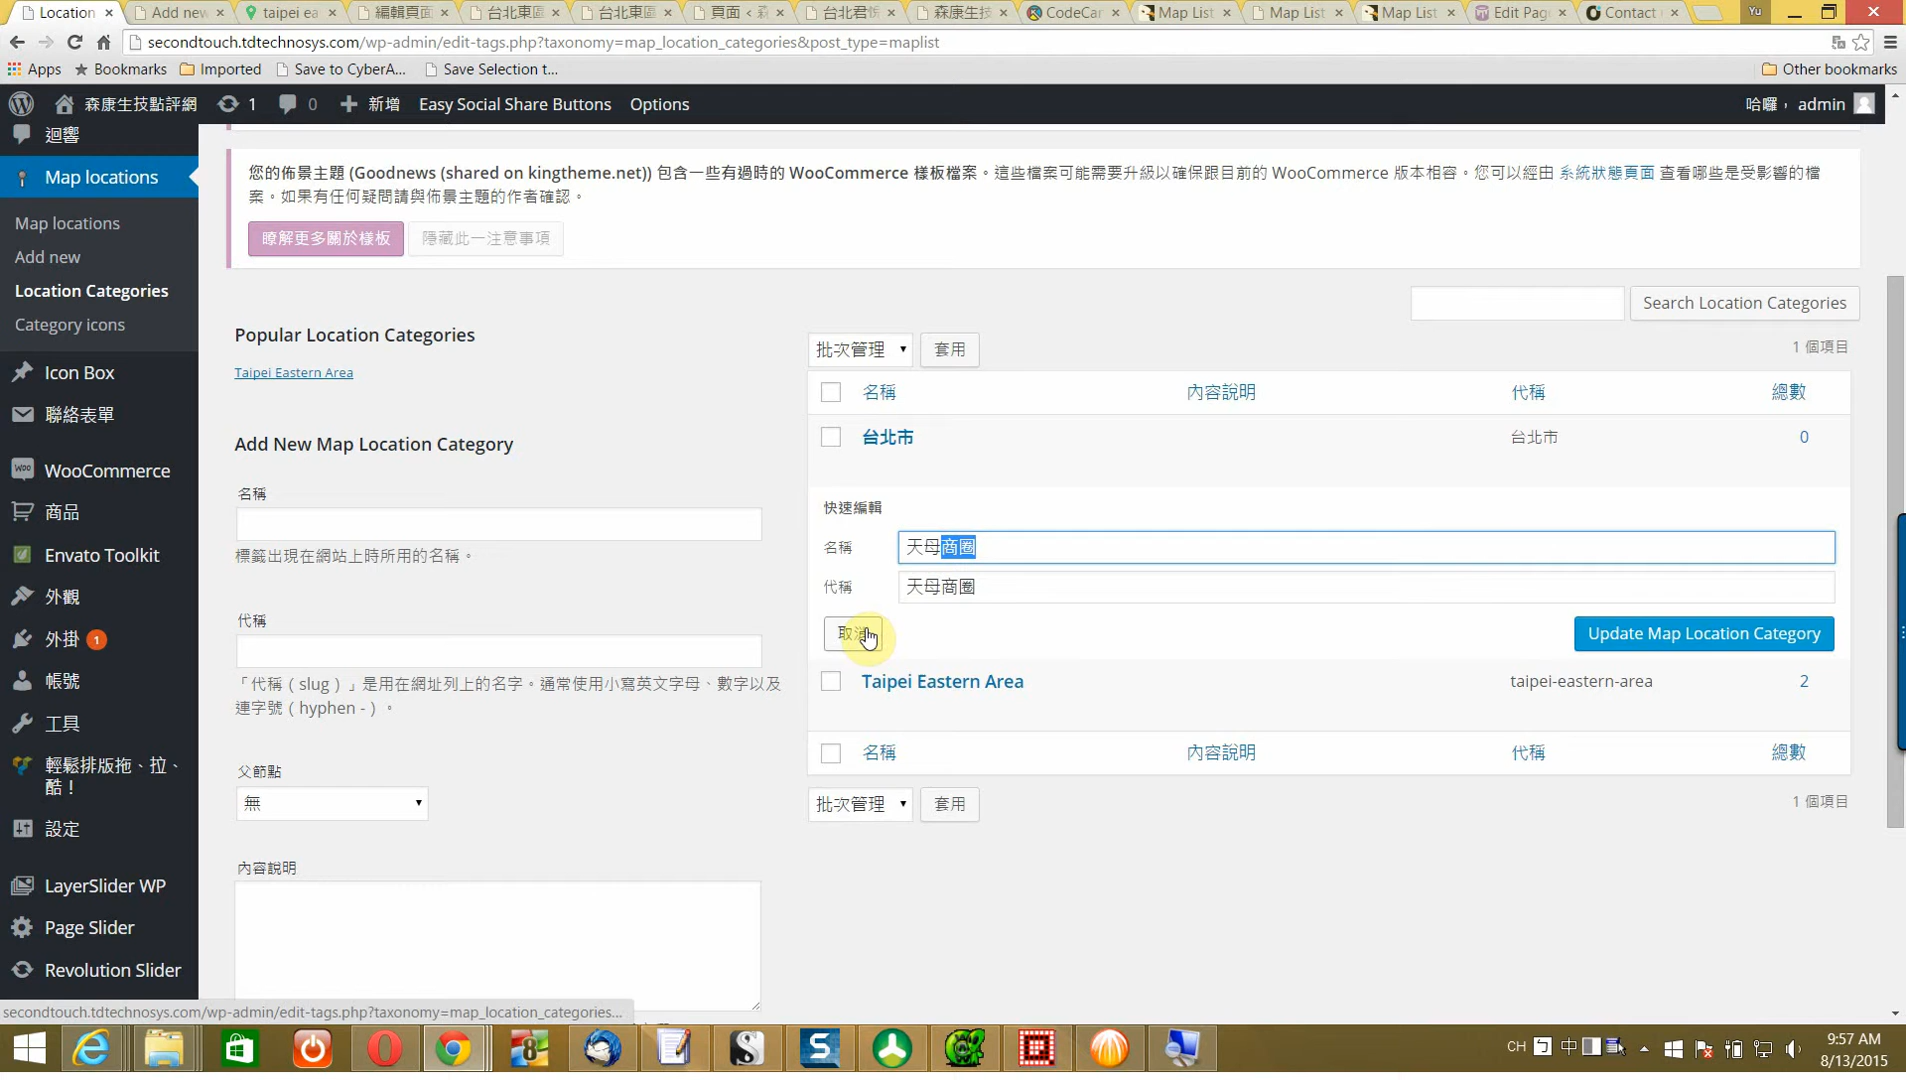 Location
Add new
taipei ea
編輯頁面
台北東區
台北東區
頁面 ‹ 森
台北君悅
森康生技
CodeCan
Map List
Map List
Map List
Edit Page
Contact
Yu
secondtouch.tdtechnosys.com/wp-admin/edit-tags.php?taxonomy=map_location_categories&post_type=maplist
Apps
Bookmarks
Imported
Save to CyberA...
Save Selection t...
Other bookmarks
森康生技點評網
1
0
新增
Easy Social Share Buttons
Options
哈囉， admin
迴響
Map locations
Map locations
Add new
Location Categories
Category icons
Icon Box
聯絡表單
WooCommerce
商品
Envato Toolkit
外觀
外掛 1
帳號
工具
輕鬆排版拖、拉、
酷！
設定
LayerSlider WP
Page Slider
Revolution Slider
您的佈景主題 (Goodnews (shared on kingtheme.net)) 包含一些有過時的 WooCommerce 樣板檔案。這些檔案可能需要升級以確保跟目前的 WooCommerce 版本相容。您可以經由 系統狀態頁面 查看哪些是受影響的檔
案。如果有任何疑問請與佈景主題的作者確認。
瞭解更多關於樣板
隱藏此一注意事項
Search Location Categories
Popular Location Categories
Taipei Eastern Area
Add New Map Location Category
名稱
標籤出現在網站上時所用的名稱。
代稱
「代稱（slug）」是用在網址列上的名字。通常使用小寫英文字母、數字以及
連字號（hyphen - ）。
父節點
無
內容說明
批次管理
套用
1 個項目
名稱
內容說明
代稱
總數
台北市
台北市
0
快速編輯
名稱
天母商圈
代稱
天母商圈
取消
Update Map Location Category
Taipei Eastern Area
taipei-eastern-area
2
名稱
內容說明
代稱
總數
批次管理
套用
1 個項目
secondtouch.tdtechnosys.com/wp-admin/edit-tags.php?taxonomy=map_location_categories...
CH
中
9:57 AM
8/13/2015